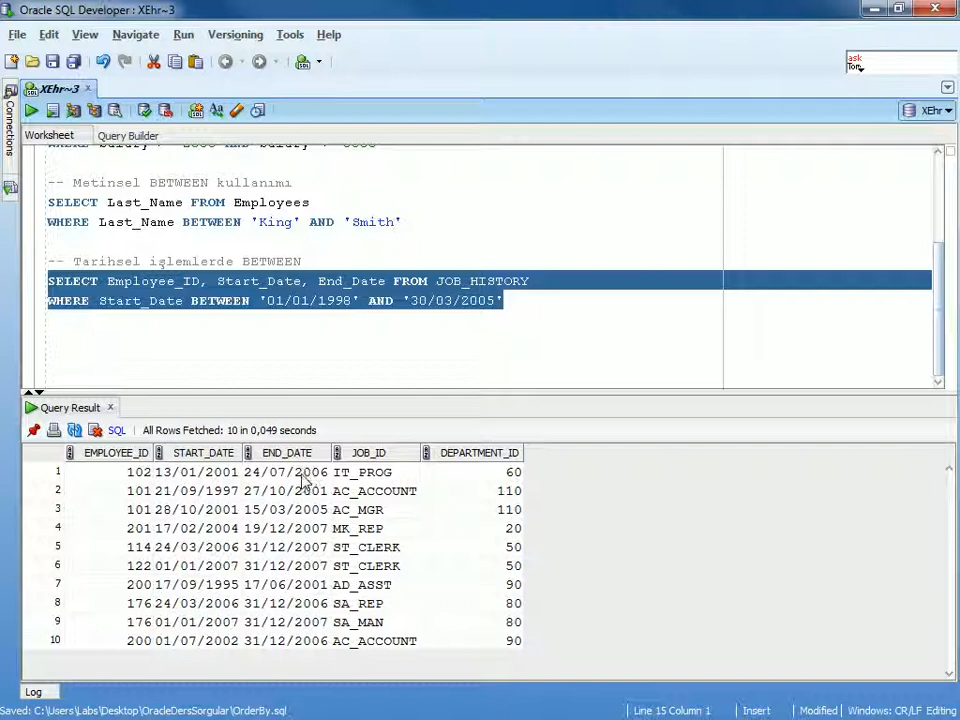 Oracle SQL Developer : XEhr~3
File Edit View Navigate Run Versioning Tools Help
ask
Tom
XEhr~3
XEhr
Connections
Worksheet Query Builder
-- Metinsel BETWEEN kullanımı
SELECT Last_Name FROM Employees
WHERE Last_Name BETWEEN 'King' AND 'Smith'
-- Tarihsel işlemlerde BETWEEN
SELECT Employee_ID, Start_Date, End_Date FROM JOB_HISTORY
WHERE Start_Date BETWEEN '01/01/1998' AND '30/03/2005'
Query Result
SQL All Rows Fetched: 10 in 0,049 seconds
EMPLOYEE_ID START_DATE END_DATE JOB_ID DEPARTMENT_ID
1 102 13/01/2001 24/07/2006 IT_PROG 60
2 101 21/09/1997 27/10/2001 AC_ACCOUNT 110
3 101 28/10/2001 15/03/2005 AC_MGR 110
4 201 17/02/2004 19/12/2007 MK_REP 20
5 114 24/03/2006 31/12/2007 ST_CLERK 50
6 122 01/01/2007 31/12/2007 ST_CLERK 50
7 200 17/09/1995 17/06/2001 AD_ASST 90
8 176 24/03/2006 31/12/2006 SA_REP 80
9 176 01/01/2007 31/12/2007 SA_MAN 80
10 200 01/07/2002 31/12/2006 AC_ACCOUNT 90
Log
Saved: C:\Users\Labs\Desktop\OracleDersSorgular\OrderBy.sql Line 15 Column 1 Insert Modified Windows: CR/LF Editing